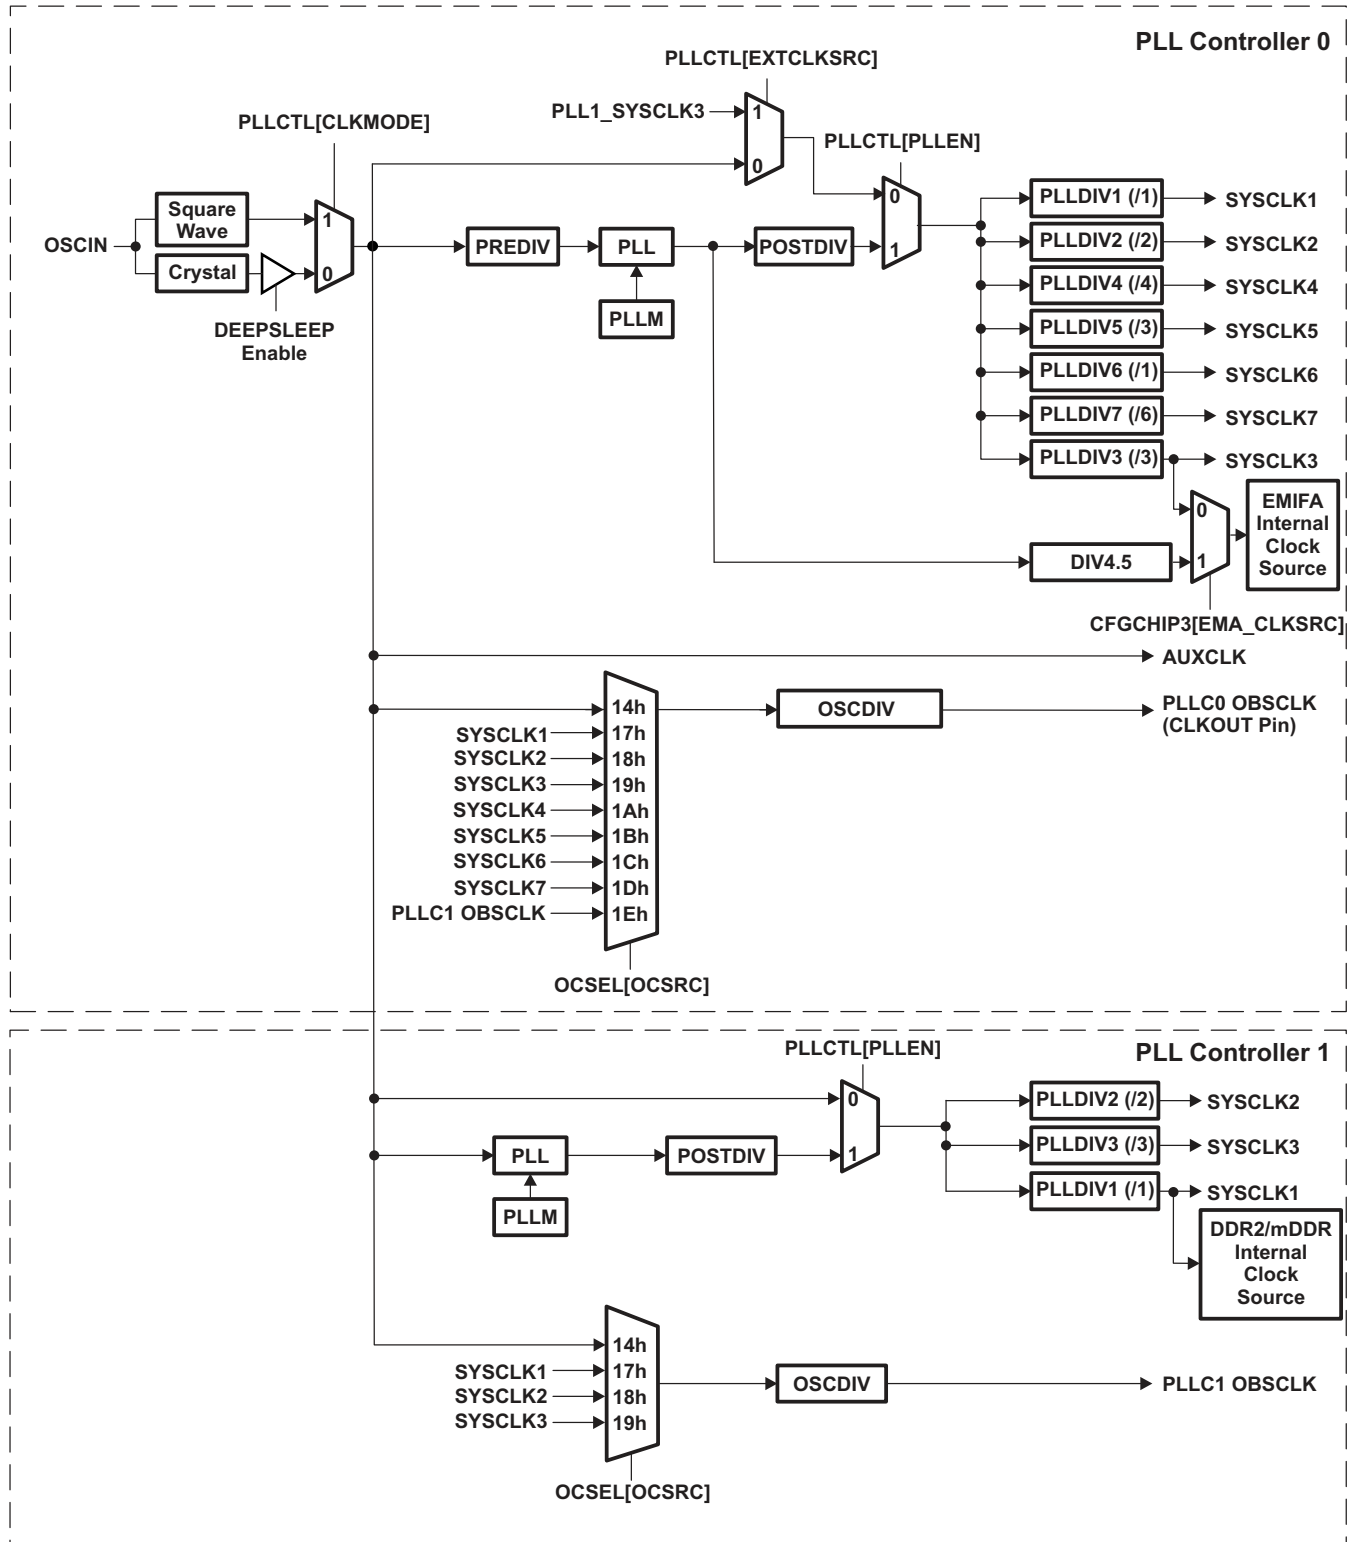 PLL Controller 0
PLLCTL[EXTCLKSRC]
PLL1_SYSCLK3
1
0
PLLCTL[CLKMODE]
PLLCTL[PLLEN]
OSCIN
Square
Wave
Crystal
1
0
DEEPSLEEP
Enable
PREDIV
PLL
PLLM
POSTDIV
0
1
PLLDIV1 (/1)
SYSCLK1
PLLDIV2 (/2)
SYSCLK2
PLLDIV4 (/4)
SYSCLK4
PLLDIV5 (/3)
SYSCLK5
PLLDIV6 (/1)
SYSCLK6
PLLDIV7 (/6)
SYSCLK7
PLLDIV3 (/3)
SYSCLK3
0
1
EMIFA
Internal
Clock
Source
DIV4.5
CFGCHIP3[EMA_CLKSRC]
AUXCLK
14h
OSCDIV
PLLC0 OBSCLK
(CLKOUT Pin)
SYSCLK1
17h
SYSCLK2
18h
SYSCLK3
19h
SYSCLK4
1Ah
SYSCLK5
1Bh
SYSCLK6
1Ch
SYSCLK7
1Dh
PLLC1 OBSCLK
1Eh
OCSEL[OCSRC]
PLL Controller 1
PLLCTL[PLLEN]
0
1
PLL
PLLM
POSTDIV
PLLDIV2 (/2)
SYSCLK2
PLLDIV3 (/3)
SYSCLK3
PLLDIV1 (/1)
SYSCLK1
DDR2/mDDR
Internal
Clock
Source
14h
SYSCLK1
17h
SYSCLK2
18h
SYSCLK3
19h
OSCDIV
PLLC1 OBSCLK
OCSEL[OCSRC]